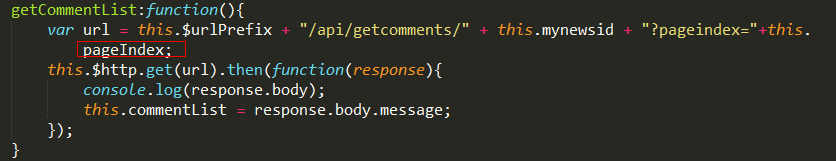 getCommentList:function(){
var url = this.$urlPrefix + "/api/getcomments/" + this.mynewsid + "?pageindex="+this.
pageIndex;
this.$http.get(url).then(function(response){
console.log(response.body);
this.commentList = response.body.message;
});
}